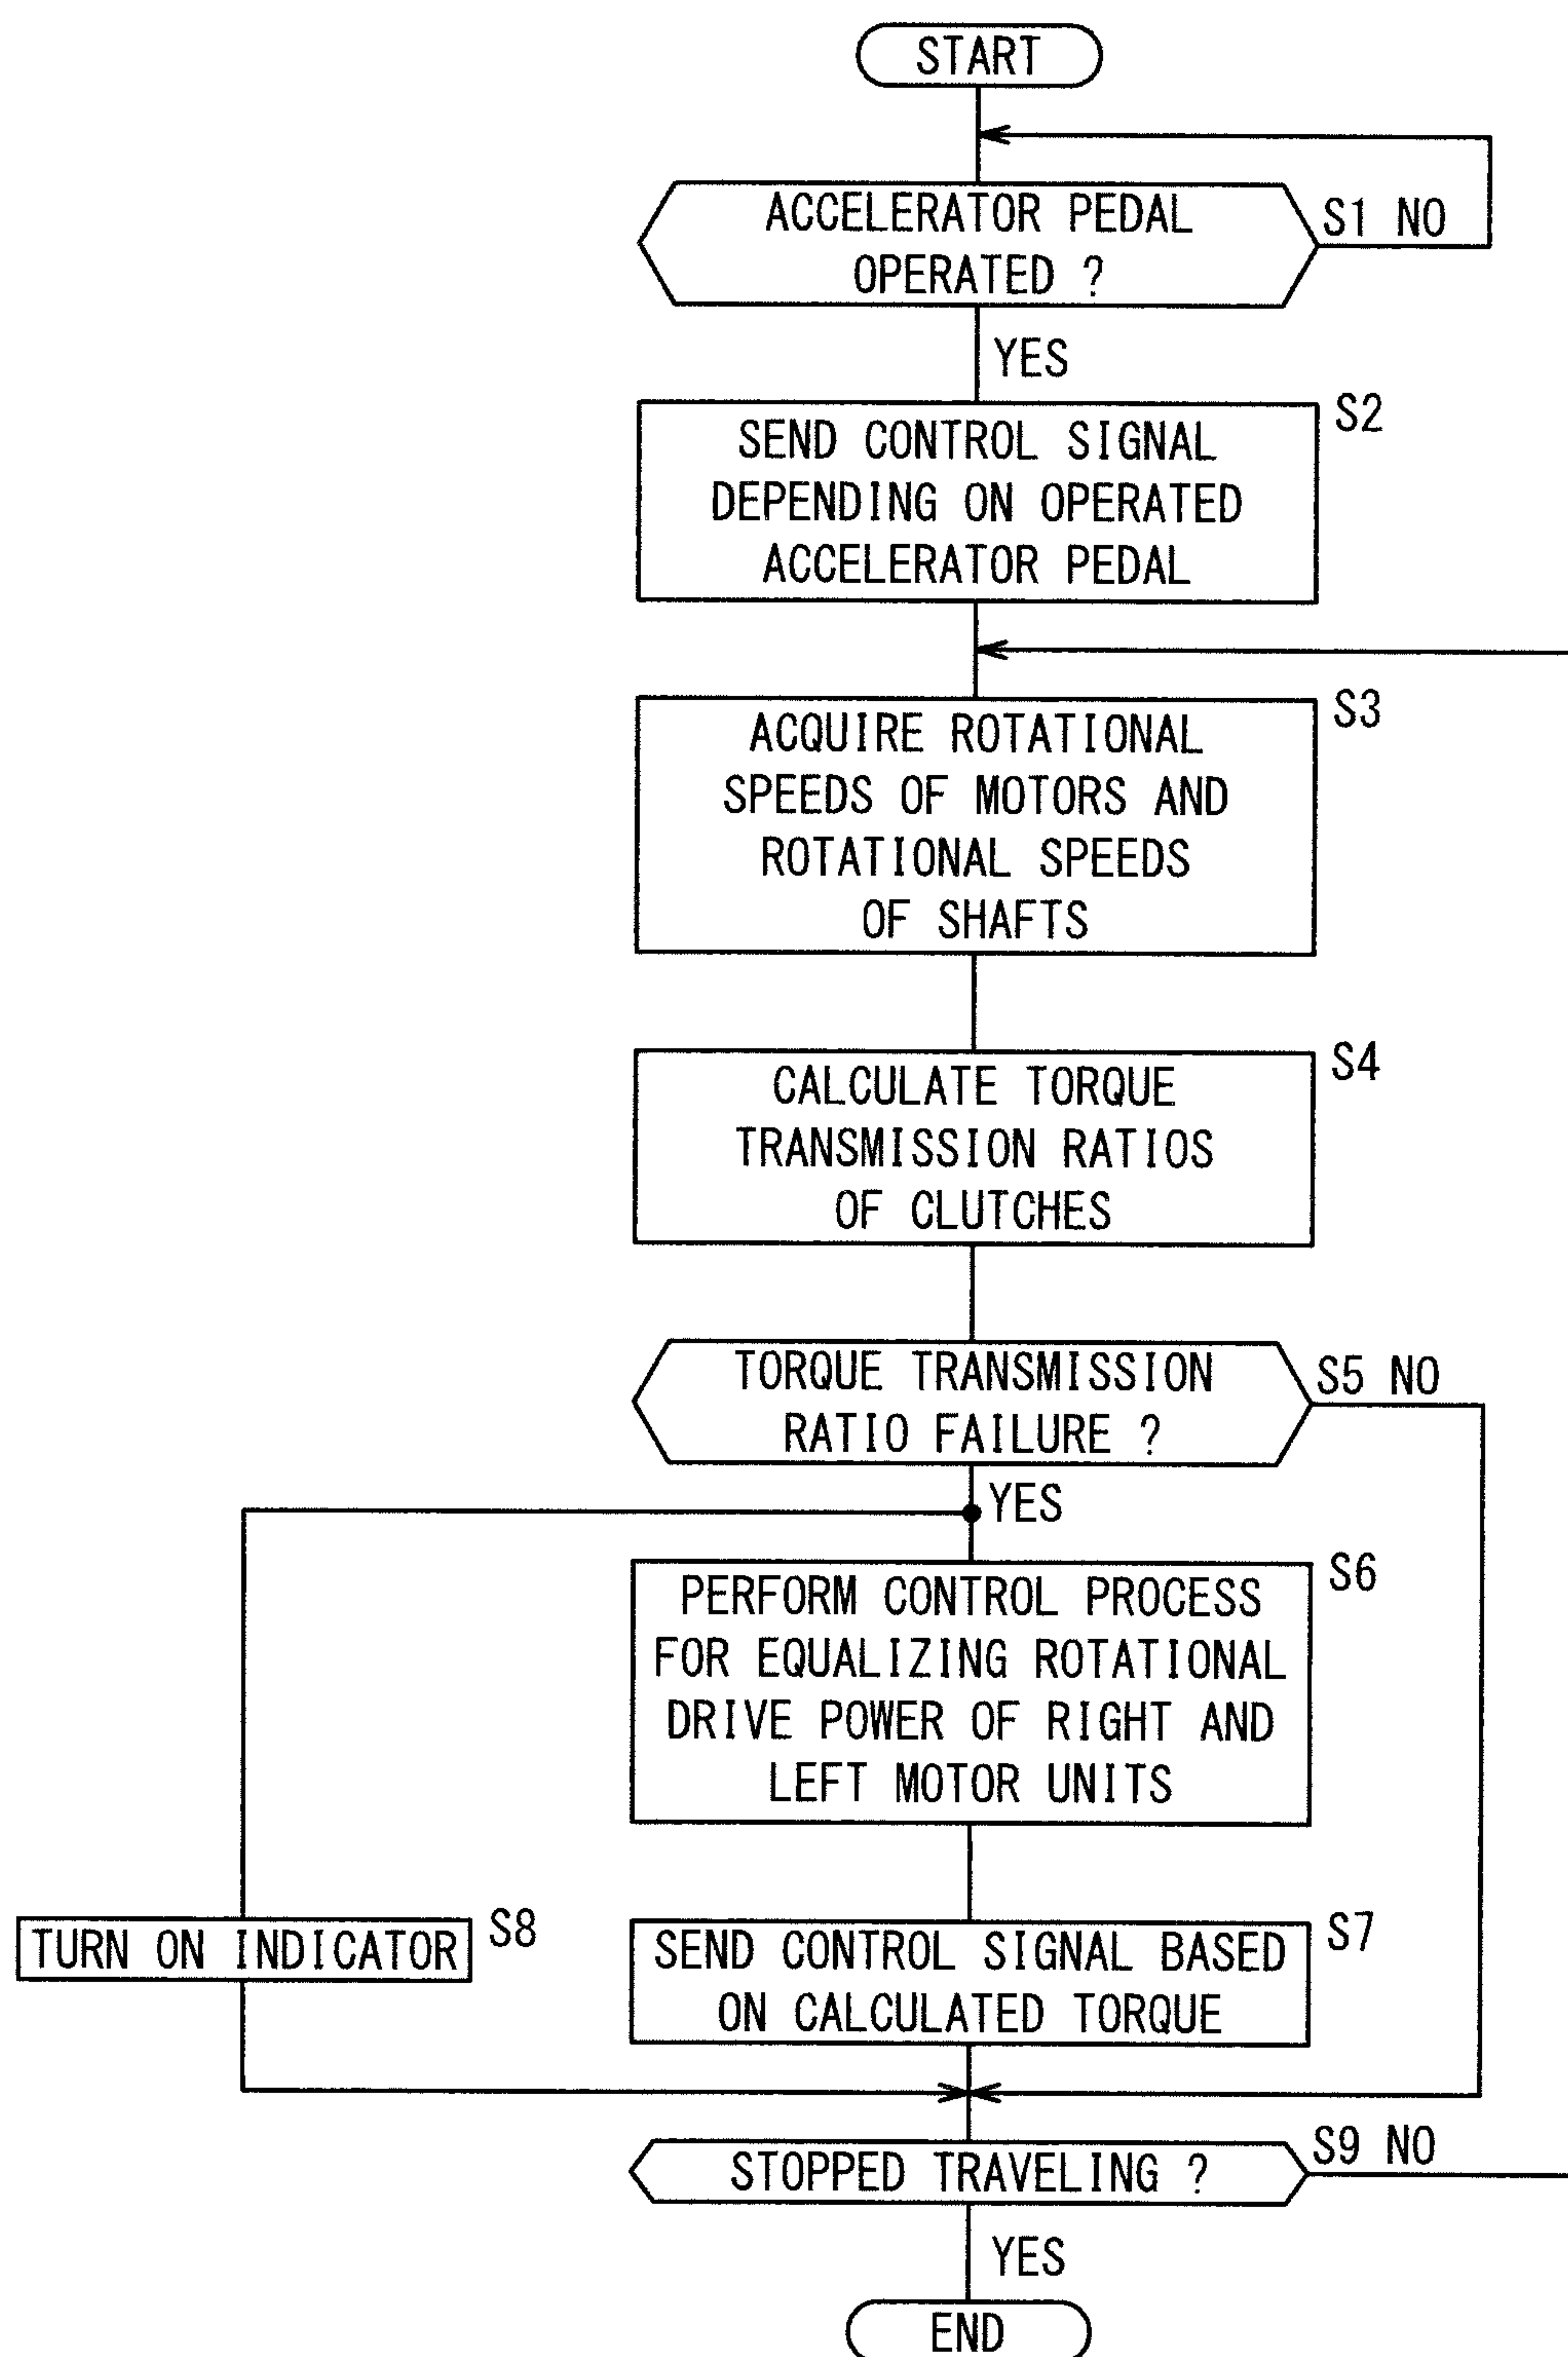 START
ACCELERATOR PEDAL
OPERATED ?
S1 NO
YES
S2
SEND CONTROL SIGNAL
DEPENDING ON OPERATED
ACCELERATOR PEDAL
S3
ACQUIRE ROTATIONAL
SPEEDS OF MOTORS AND
ROTATIONAL SPEEDS
OF SHAFTS
S4
CALCULATE TORQUE
TRANSMISSION RATIOS
OF CLUTCHES
TORQUE TRANSMISSION
RATIO FAILURE ?
S5 NO
YES
S6
PERFORM CONTROL PROCESS
FOR EQUALIZING ROTATIONAL
DRIVE POWER OF RIGHT AND
LEFT MOTOR UNITS
TURN ON INDICATOR
S8
S7
SEND CONTROL SIGNAL BASED
ON CALCULATED TORQUE
STOPPED TRAVELING ?
S9 NO
YES
END